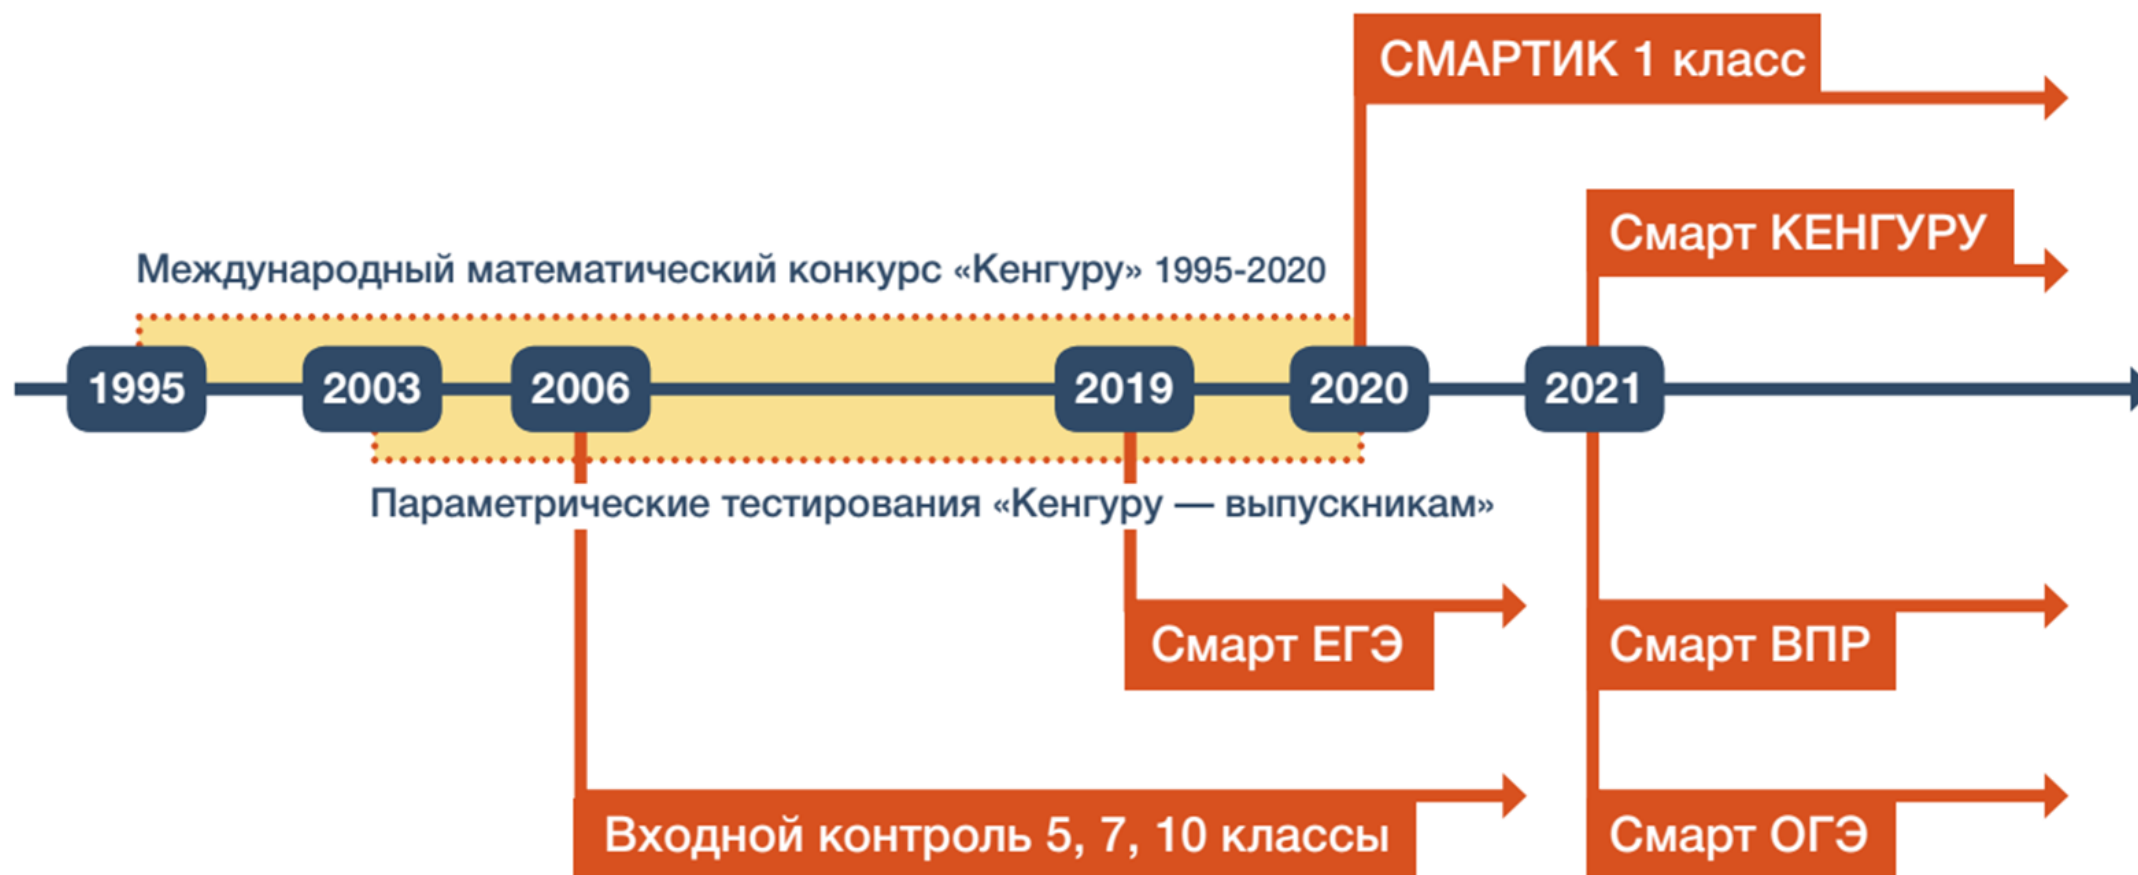 СМАРТИК 1 класс
Смарт КЕНГУРУ
Международный математический конкурс «Кенгуру» 1995-2020
1995 2003 2006 2019 2020 2021
Параметрические тестирования «Кенгуру — выпускникам»
Смарт ЕГЭ
Смарт ВПР
Входной контроль 5, 7, 10 классы
Смарт ОГЭ